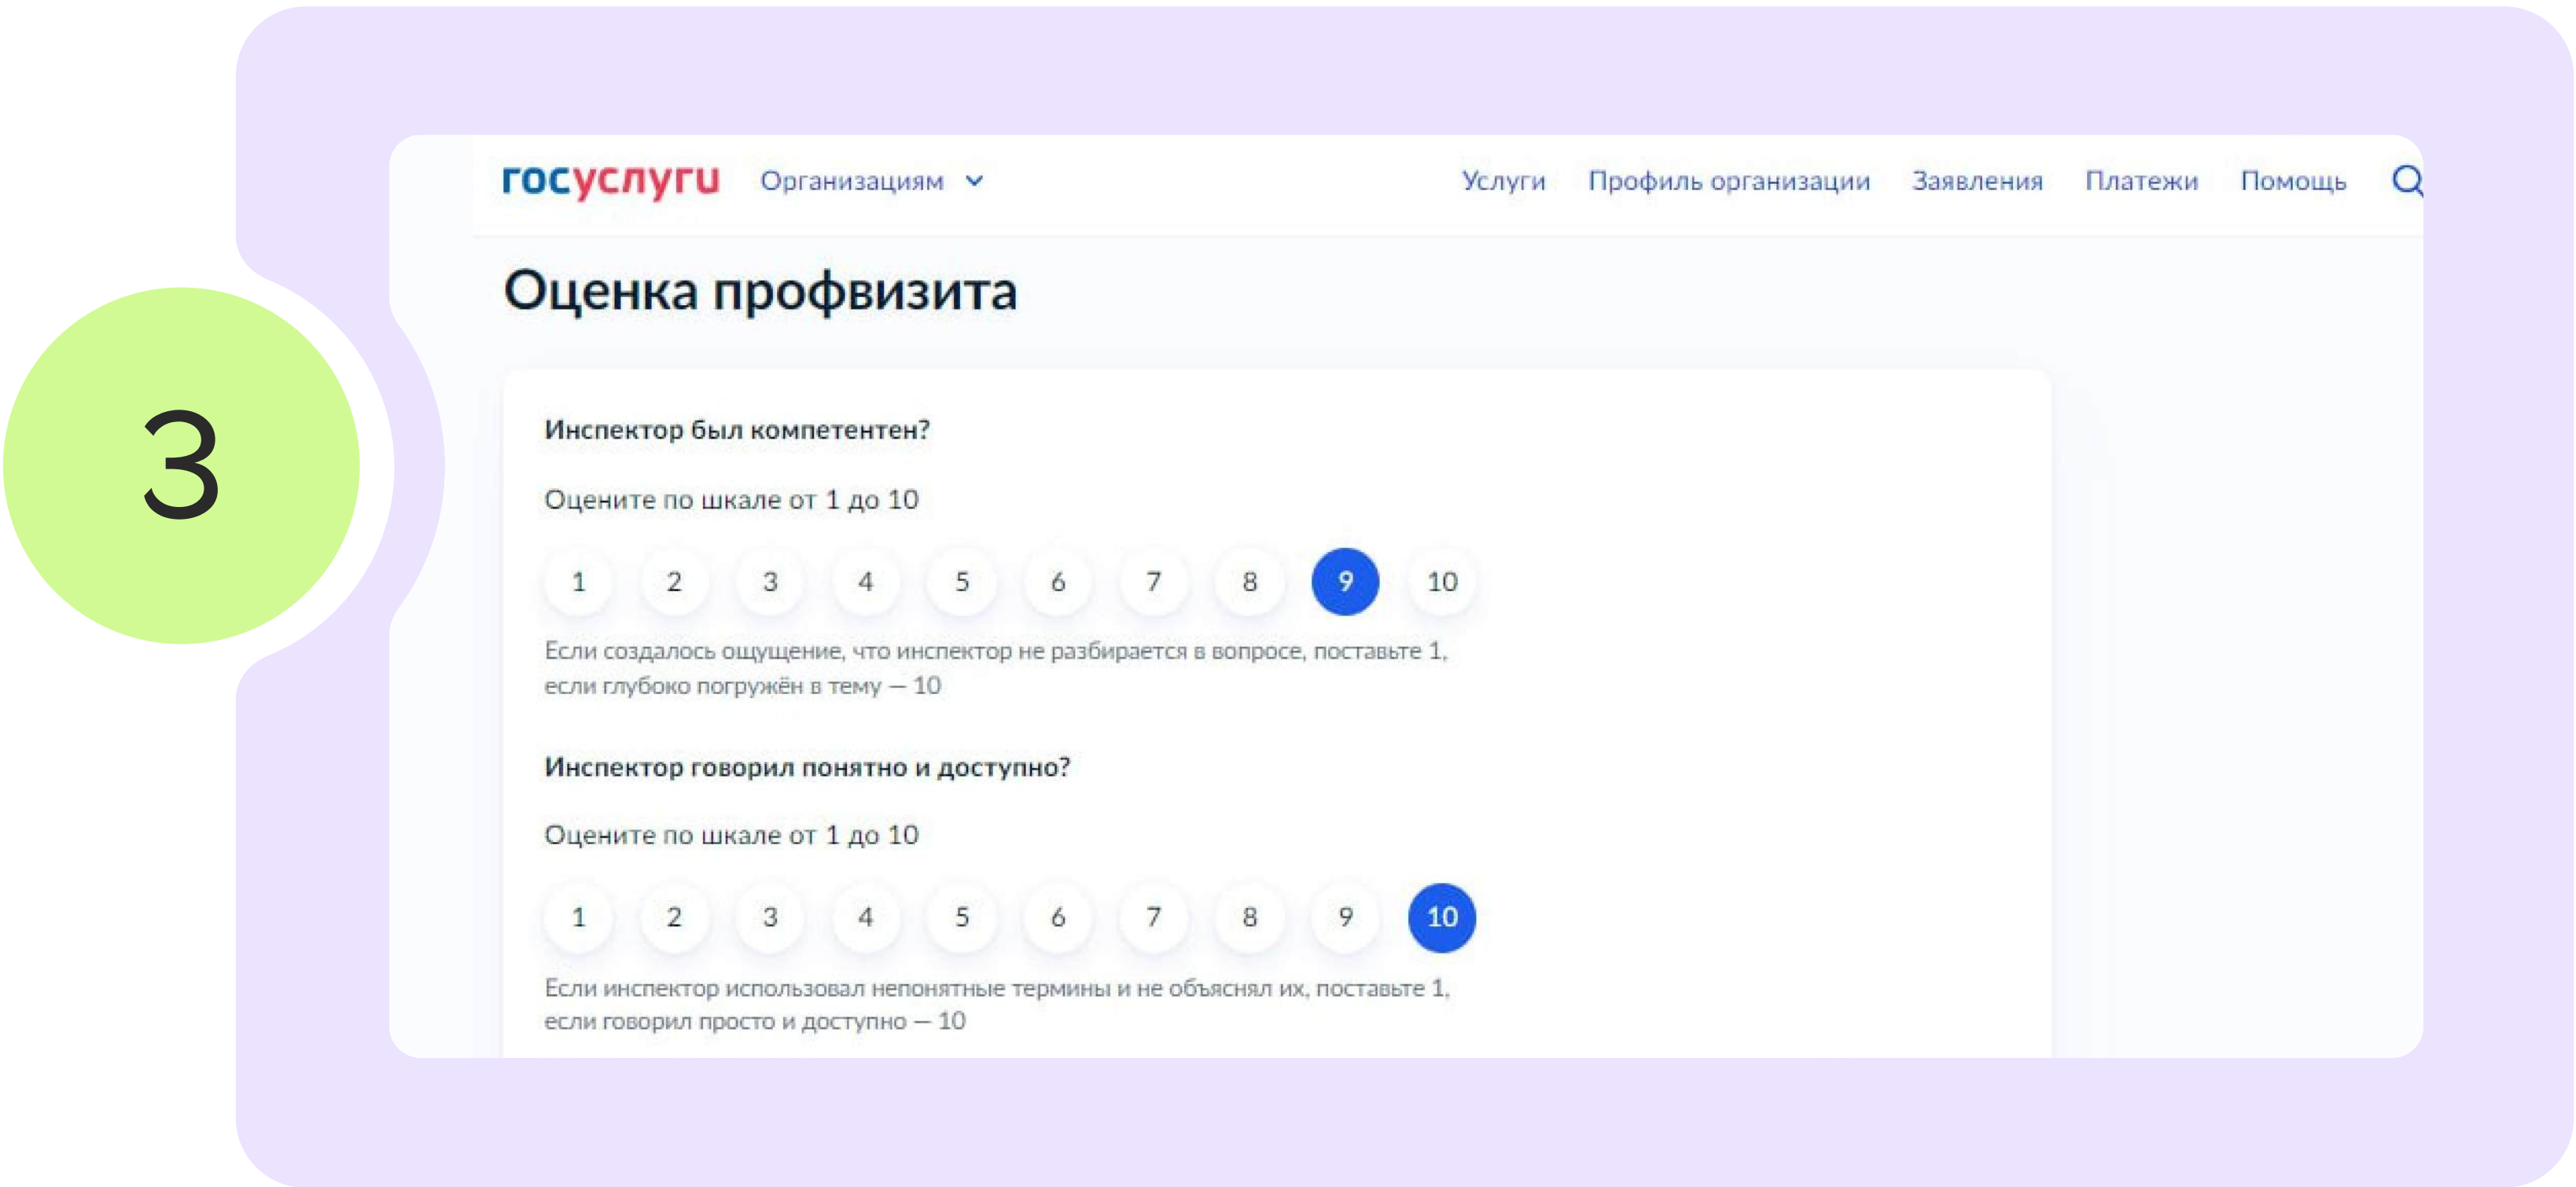 госуслуги Организациям Услуги Профиль организации Заявления Платежи Помощь
Оценка профвизита
3
Инспектор был компетентен?
Оцените по шкале от 1 до 10
1 2 3 4 5 6 7 8 9 10
Если создалось ощущение, что инспектор не разбирается в вопросе, поставьте 1,
если глубоко погружён в тему — 10
Инспектор говорил понятно и доступно?
Оцените по шкале от 1 до 10
1 2 3 4 5 6 7 8 9 10
Если инспектор использовал непонятные термины и не объяснял их, поставьте 1,
если говорил просто и доступно — 10